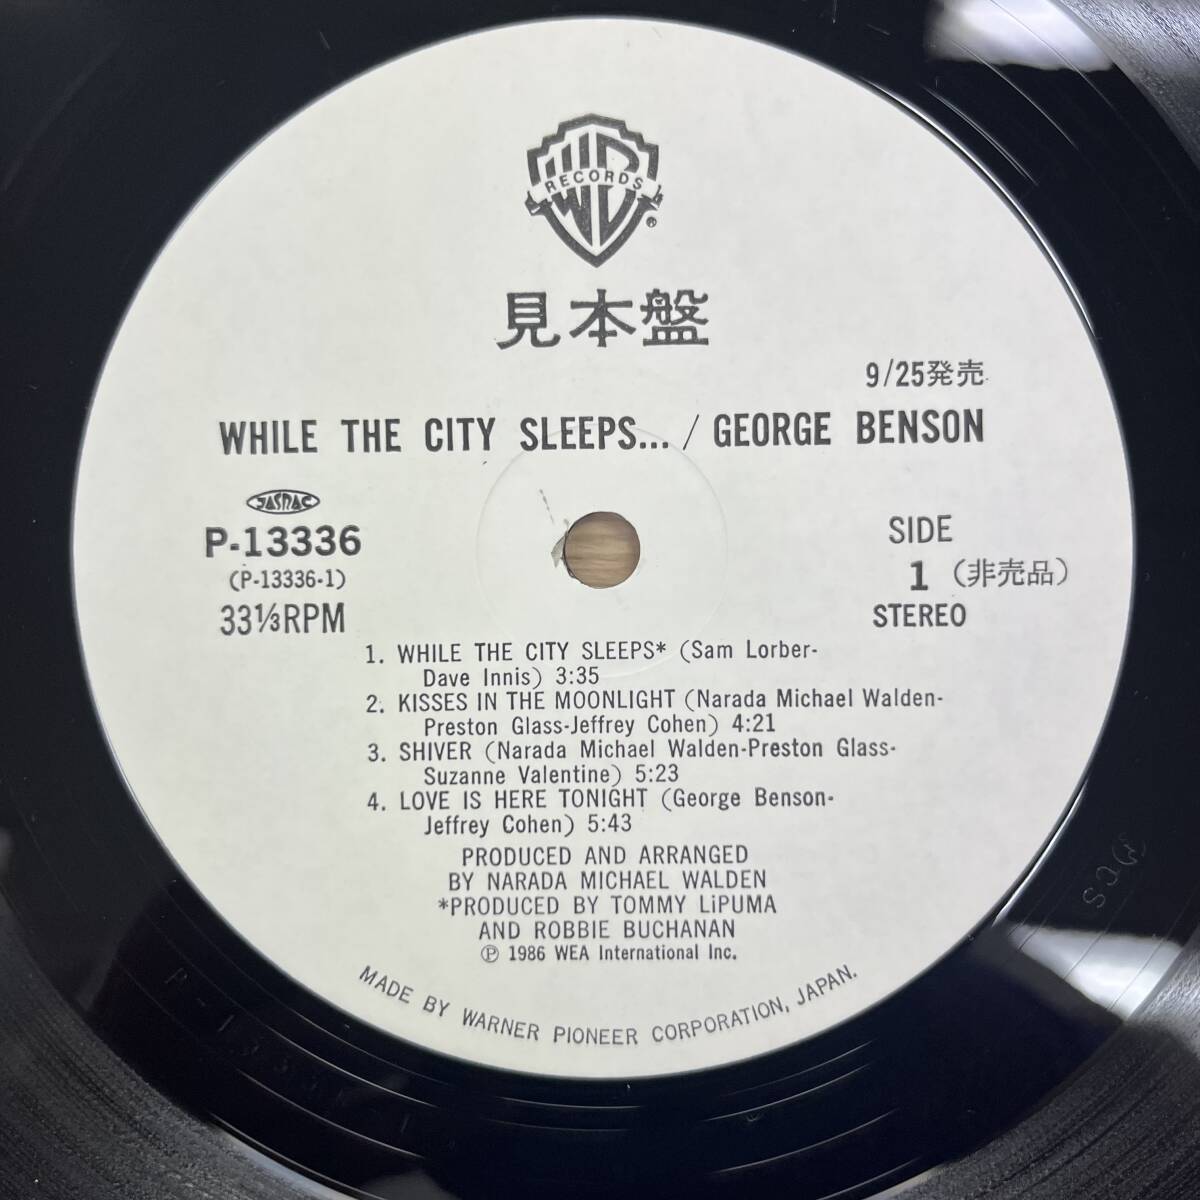 WB
RECORDS
®
見本盤
9/25発売
WHILE THE CITY SLEEPS... / GEORGE BENSON
JASRAC
P-13336
(P-13336-1)
33⅓RPM
SIDE
1 (非売品)
STEREO
1. WHILE THE CITY SLEEPS* (Sam Lorber-
Dave Innis) 3:35
2. KISSES IN THE MOONLIGHT (Narada Michael Walden-
Preston Glass-Jeffrey Cohen) 4:21
3. SHIVER (Narada Michael Walden-Preston Glass-
Suzanne Valentine) 5:23
4. LOVE IS HERE TONIGHT (George Benson-
Jeffrey Cohen) 5:43
PRODUCED AND ARRANGED
BY NARADA MICHAEL WALDEN
*PRODUCED BY TOMMY LiPUMA
AND ROBBIE BUCHANAN
Ⓟ 1986 WEA International Inc.
MADE BY WARNER PIONEER CORPORATION, JAPAN.